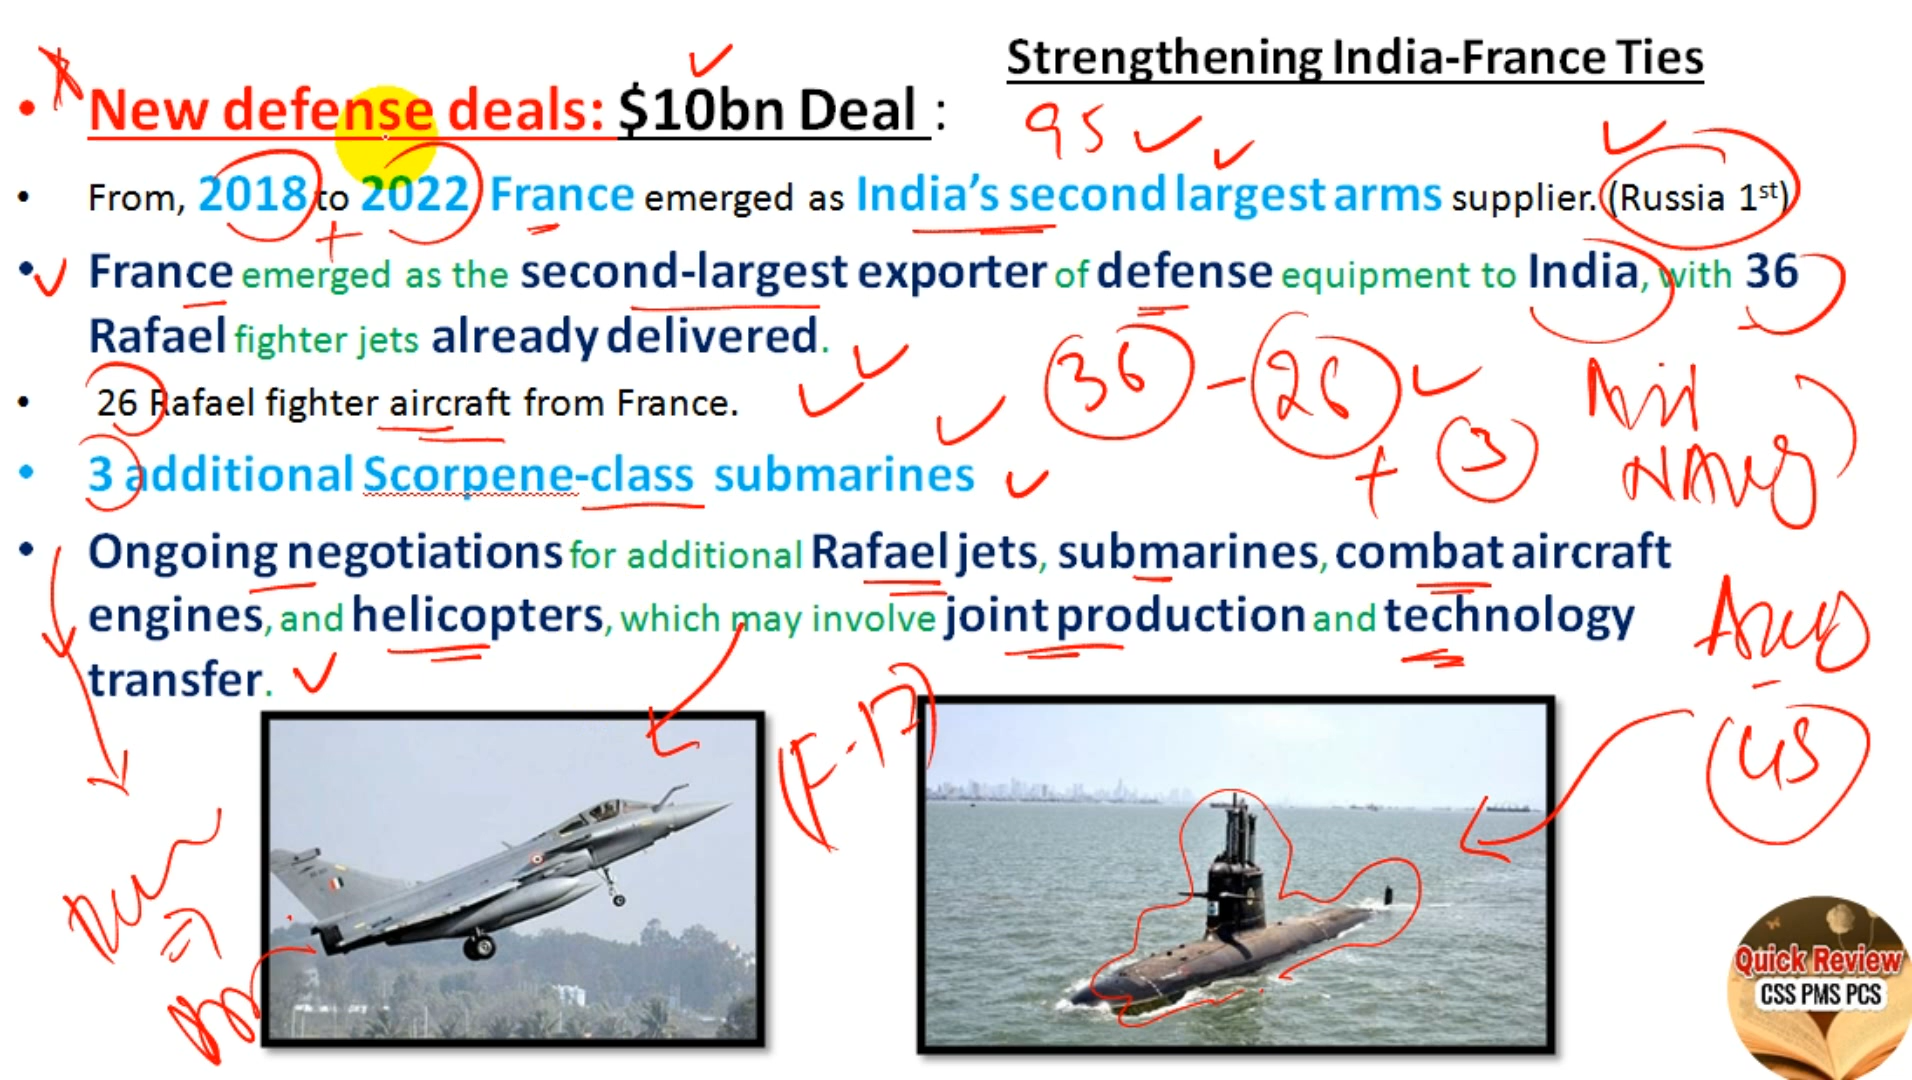 Strengthening India-France Ties
• New defense deals: $10bn Deal :
95
• From, 2018 to 2022 France emerged as India's second largest arms supplier. (Russia 1st)
• France emerged as the second-largest exporter of defense equipment to India, with 36
Rafael fighter jets already delivered.
36 - 26
• 26 Rafael fighter aircraft from France.
+ 3
NAvy
• 3 additional Scorpene-class submarines
• Ongoing negotiations for additional Rafael jets, submarines, combat aircraft
engines, and helicopters, which may involve joint production and technology
transfer.
Quick Review
CSS PMS PCS